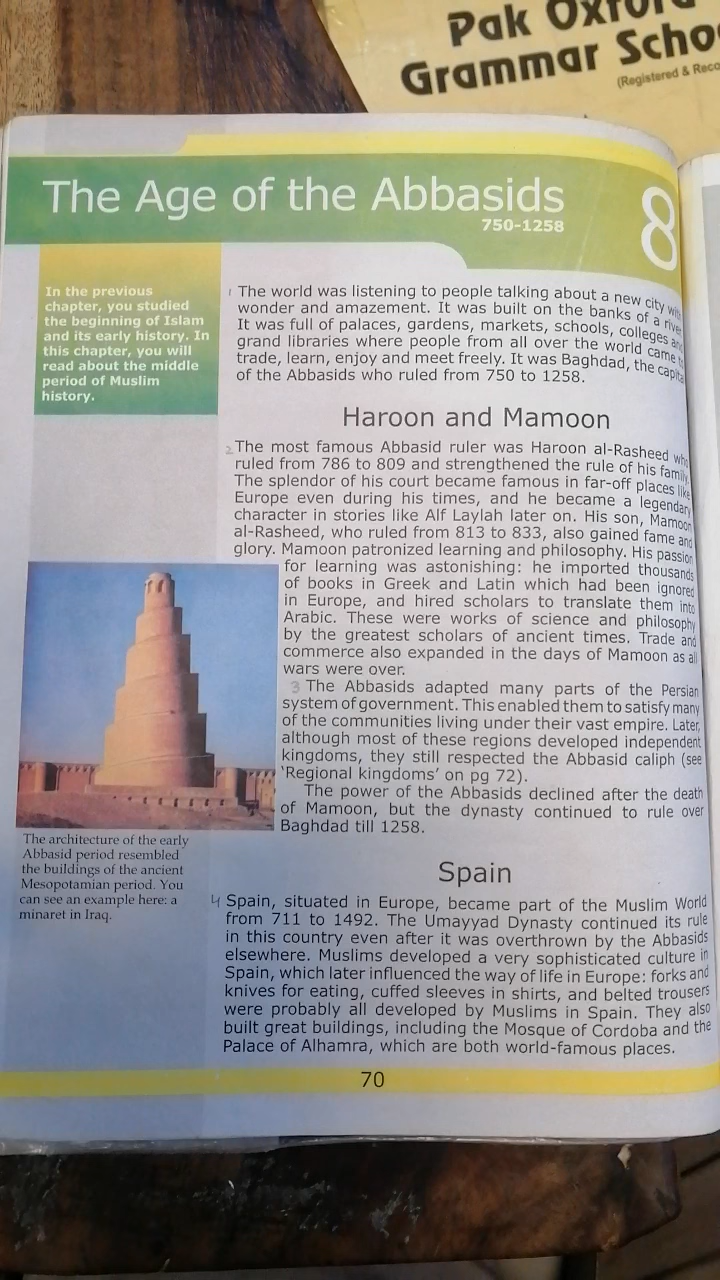 Pak Oxford
Grammar Schoo
(Registered & Reco
The Age of the Abbasids
750-1258
8
In the previous
chapter, you studied
the beginning of Islam
and its early history. In
this chapter, you will
read about the middle
period of Muslim
history.
1 The world was listening to people talking about a new city with
wonder and amazement. It was built on the banks of a river
It was full of palaces, gardens, markets, schools, colleges and
grand libraries where people from all over the world came to
trade, learn, enjoy and meet freely. It was Baghdad, the capital
of the Abbasids who ruled from 750 to 1258.
Haroon and Mamoon
2 The most famous Abbasid ruler was Haroon al-Rasheed who
ruled from 786 to 809 and strengthened the rule of his family.
The splendor of his court became famous in far-off places like
Europe even during his times, and he became a legendary
character in stories like Alf Laylah later on. His son, Mamoon
al-Rasheed, who ruled from 813 to 833, also gained fame and
glory. Mamoon patronized learning and philosophy. His passion
for learning was astonishing: he imported thousands
of books in Greek and Latin which had been ignored
in Europe, and hired scholars to translate them into
Arabic. These were works of science and philosophy
by the greatest scholars of ancient times. Trade and
commerce also expanded in the days of Mamoon as all
wars were over.
3 The Abbasids adapted many parts of the Persian
system of government. This enabled them to satisfy many
of the communities living under their vast empire. Later,
although most of these regions developed independent
kingdoms, they still respected the Abbasid caliph (see
'Regional kingdoms' on pg 72).
The power of the Abbasids declined after the death
of Mamoon, but the dynasty continued to rule over
Baghdad till 1258.
The architecture of the early
Abbasid period resembled
the buildings of the ancient
Mesopotamian period. You
can see an example here: a
minaret in Iraq.
Spain
4 Spain, situated in Europe, became part of the Muslim World
from 711 to 1492. The Umayyad Dynasty continued its rule
in this country even after it was overthrown by the Abbasids
elsewhere. Muslims developed a very sophisticated culture in
Spain, which later influenced the way of life in Europe: forks and
knives for eating, cuffed sleeves in shirts, and belted trousers
were probably all developed by Muslims in Spain. They also
built great buildings, including the Mosque of Cordoba and the
Palace of Alhamra, which are both world-famous places.
70